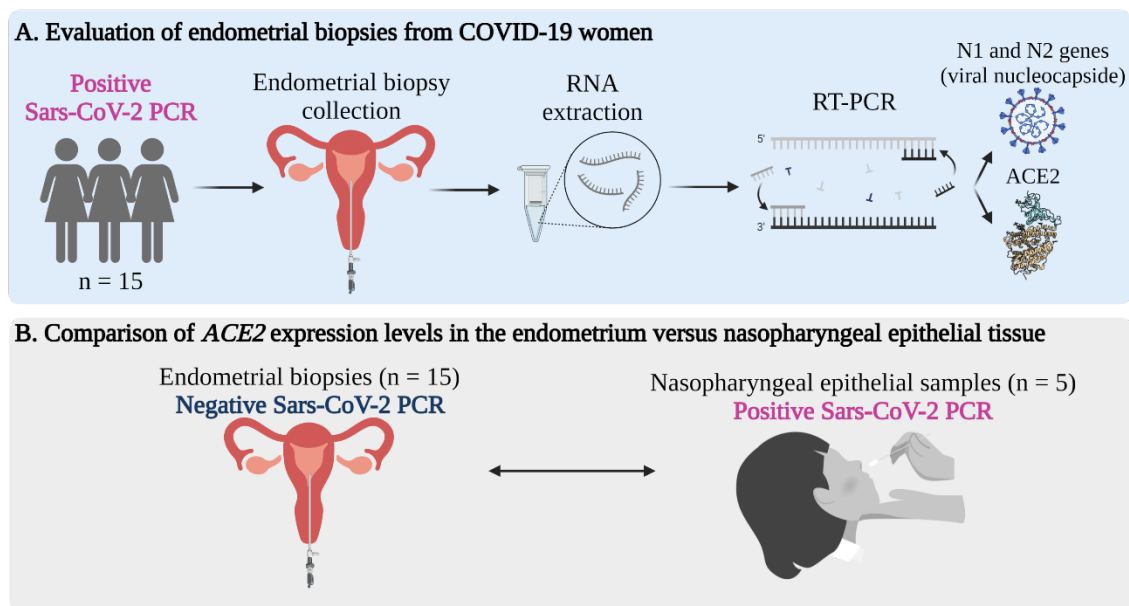 A. Evaluation of endometrial biopsies from COVID-19 women
Positive
Sars-CoV-2 PCR
n = 15
Endometrial biopsy
collection
RNA
extraction
RT-PCR
5'
3'
N1 and N2 genes
(viral nucleocapside)
ACE2
B. Comparison of ACE2 expression levels in the endometrium versus nasopharyngeal epithelial tissue
Endometrial biopsies (n = 15)
Negative Sars-CoV-2 PCR
Nasopharyngeal epithelial samples (n = 5)
Positive Sars-CoV-2 PCR